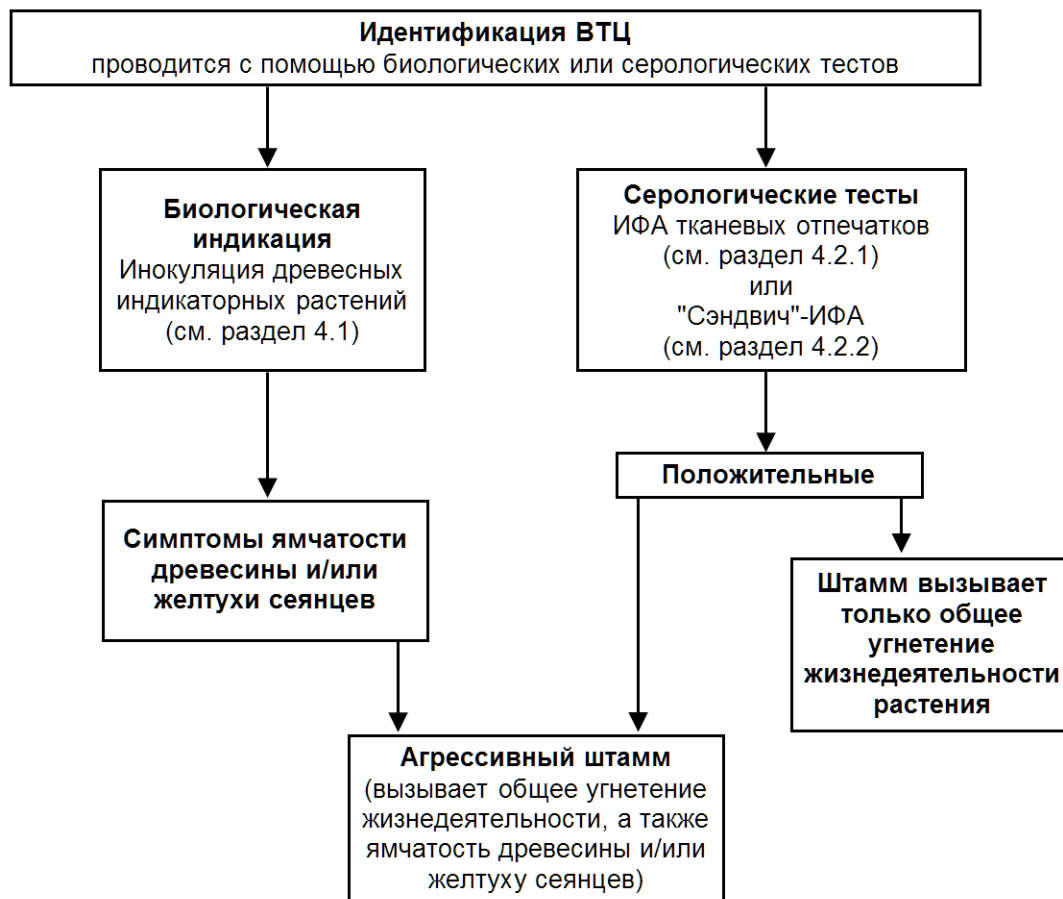 Идентификация ВТЦ
проводится с помощью биологических или серологических тестов
Биологическая
индикация
Инокуляция древесных
индикаторных растений
(см. раздел 4.1)
Серологические тесты
ИФА тканевых отпечатков
(см. раздел 4.2.1)
или
"Сэндвич"-ИФА
(см. раздел 4.2.2)
Положительные
Симптомы ямчатости
древесины и/или
желтухи сеянцев
Штамм вызывает
только общее
угнетение
жизнедеятельности
растения
Агрессивный штамм
(вызывает общее угнетение
жизнедеятельности, а также
ямчатость древесины и/или
желтуху сеянцев)